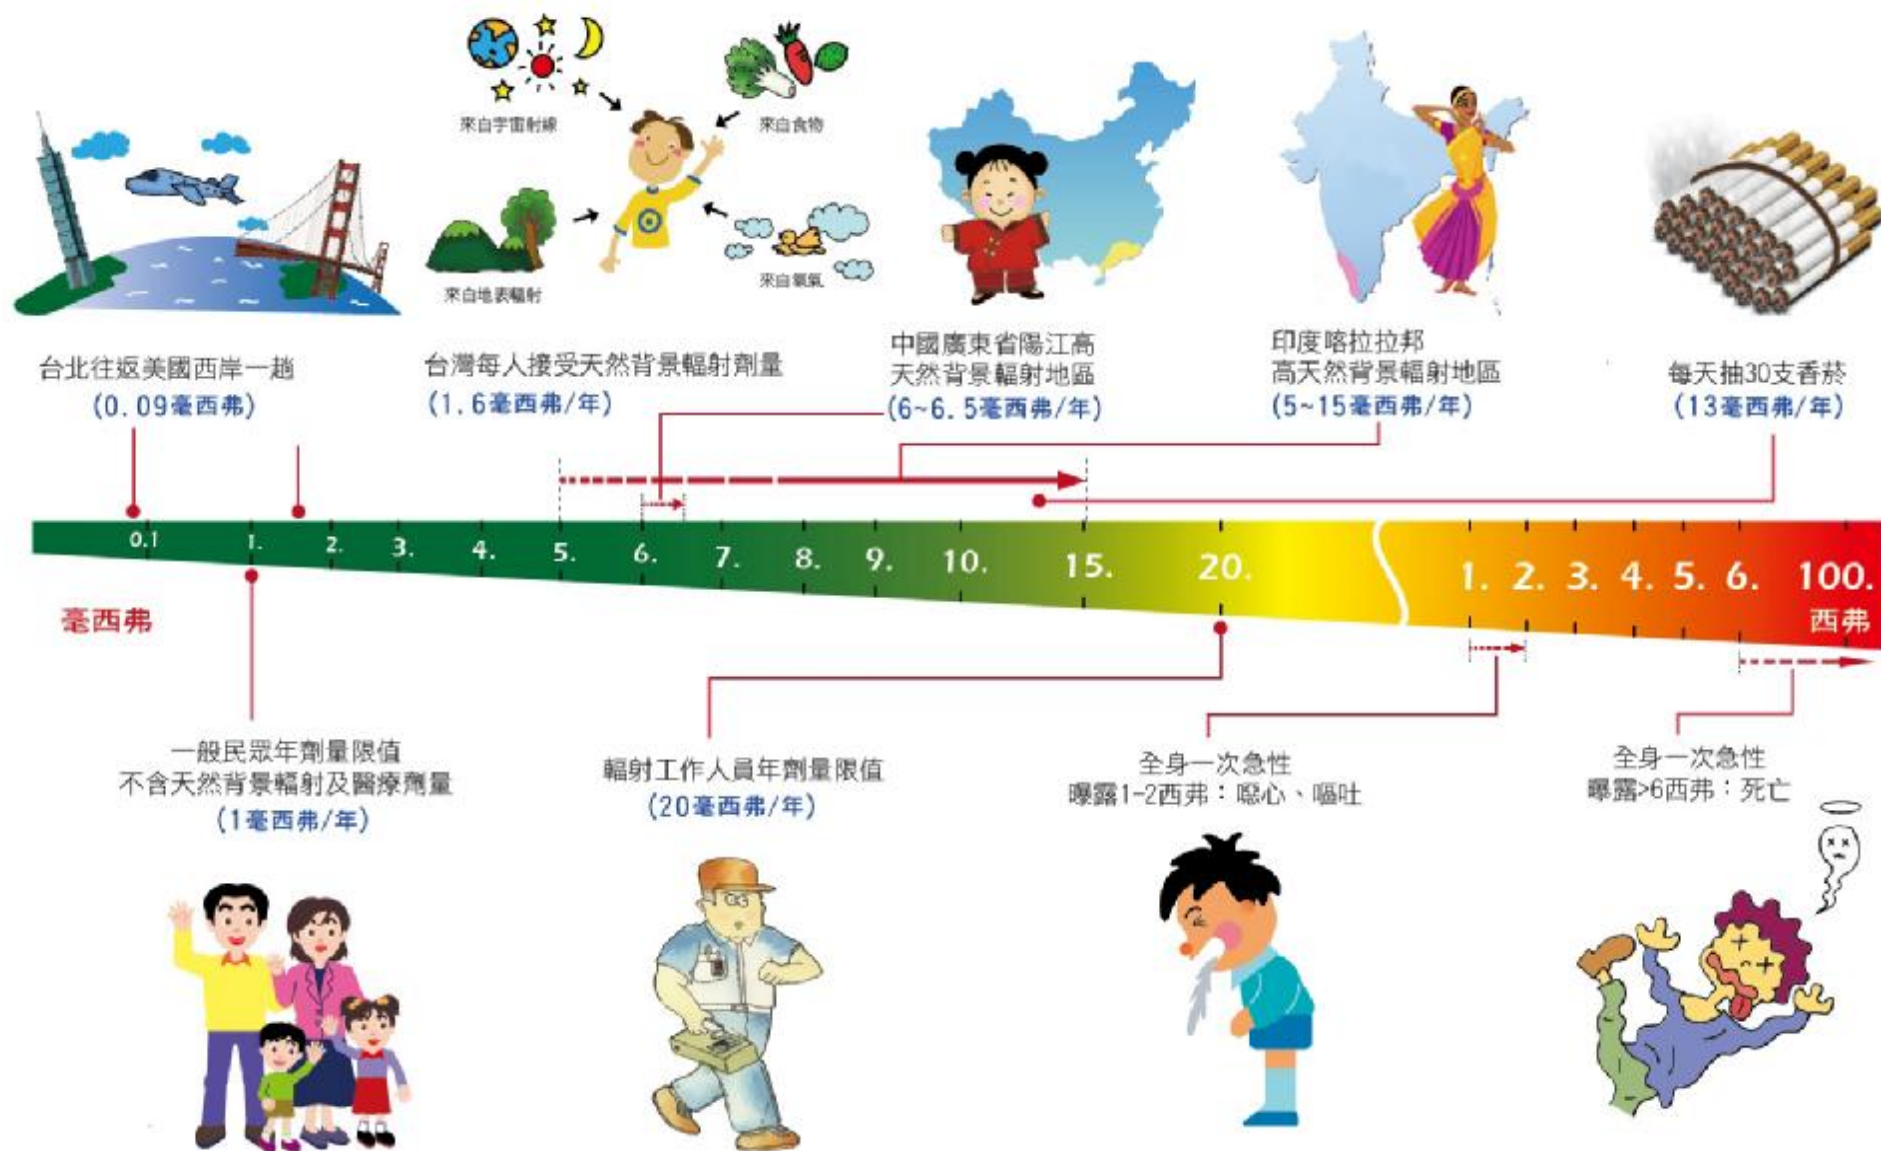 來自宇宙射線
來自食物
來自地表輻射
來自氡氣
台北往返美國西岸一趟
(0.09毫西弗)
台灣每人接受天然背景輻射劑量
(1.6毫西弗/年)
中國廣東省陽江高
天然背景輻射地區
(6~6.5毫西弗/年)
印度喀拉拉邦
高天然背景輻射地區
(5~15毫西弗/年)
每天抽30支香菸
(13毫西弗/年)
0.1 1. 2. 3. 4. 5. 6. 7. 8. 9. 10. 15. 20. 1. 2. 3. 4. 5. 6. 100.
毫西弗
西弗
一般民眾年劑量限值
不含天然背景輻射及醫療劑量
(1毫西弗/年)
輻射工作人員年劑量限值
(20毫西弗/年)
全身一次急性
曝露1-2西弗：噁心、嘔吐
全身一次急性
曝露>6西弗：死亡